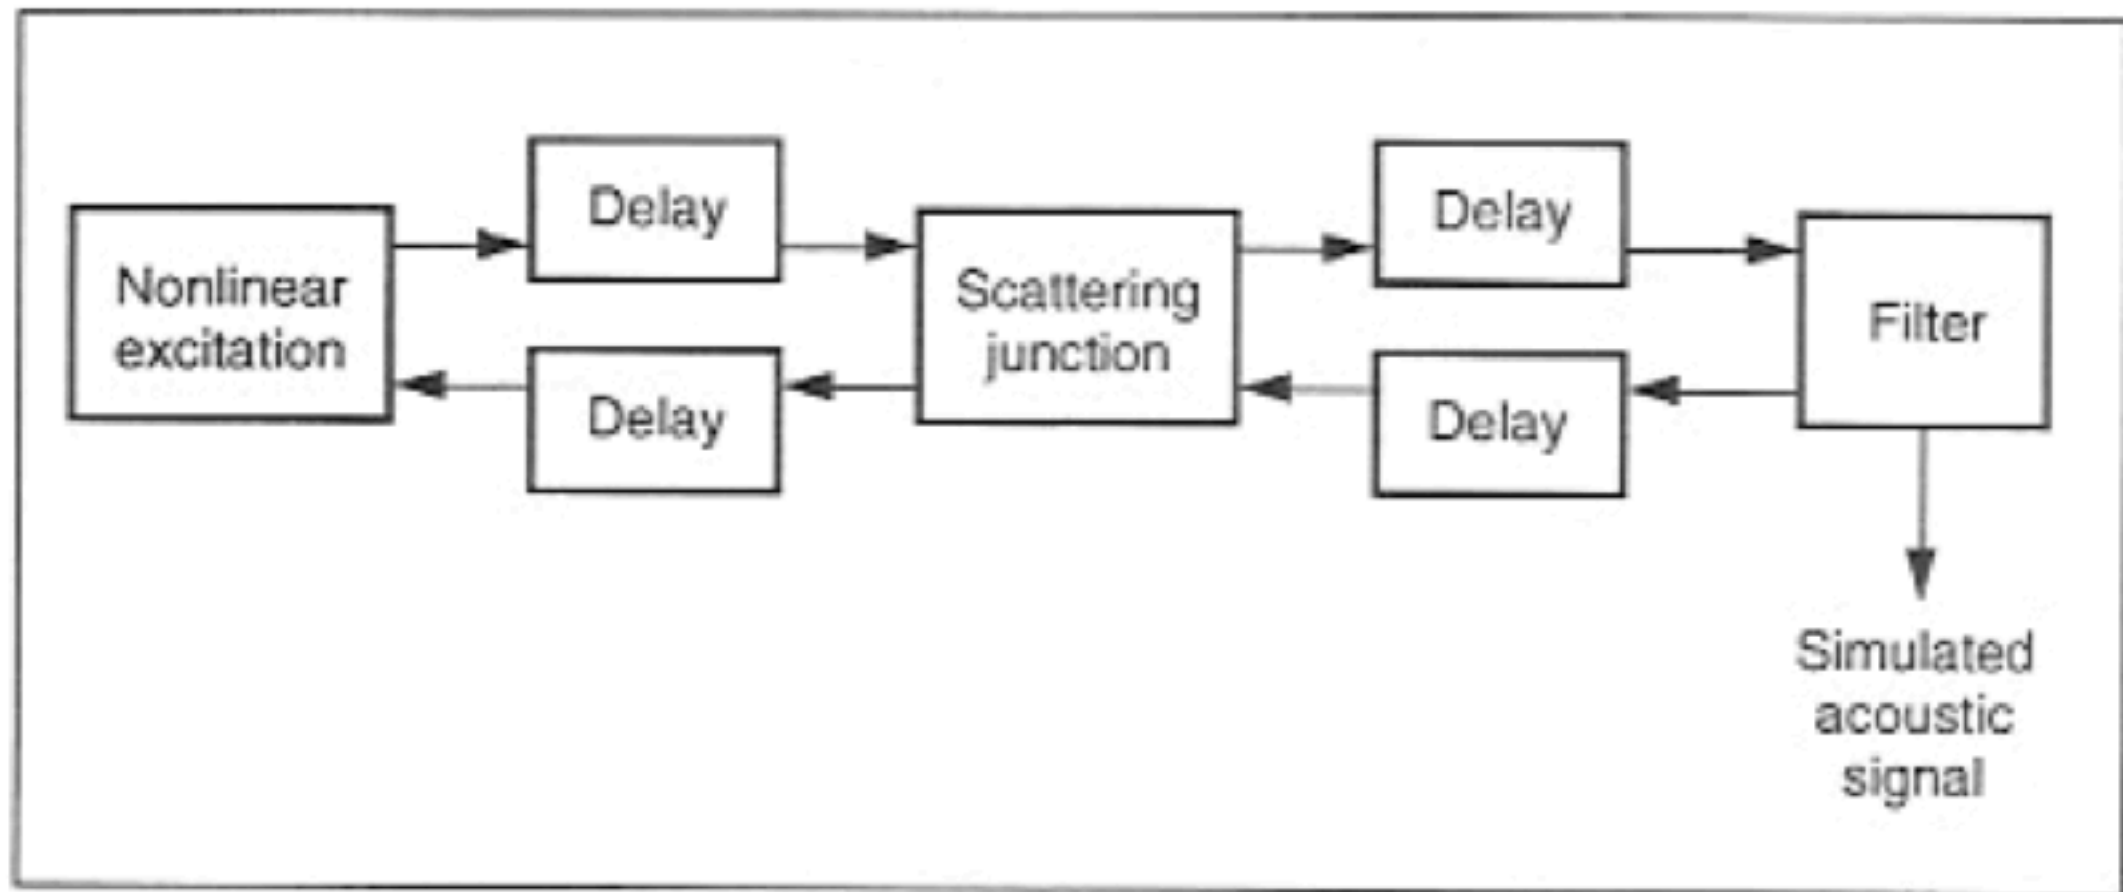 Delay
Delay
Nonlinear
excitation
Scattering
junction
Filter
Delay
Delay
Simulated
acoustic
signal